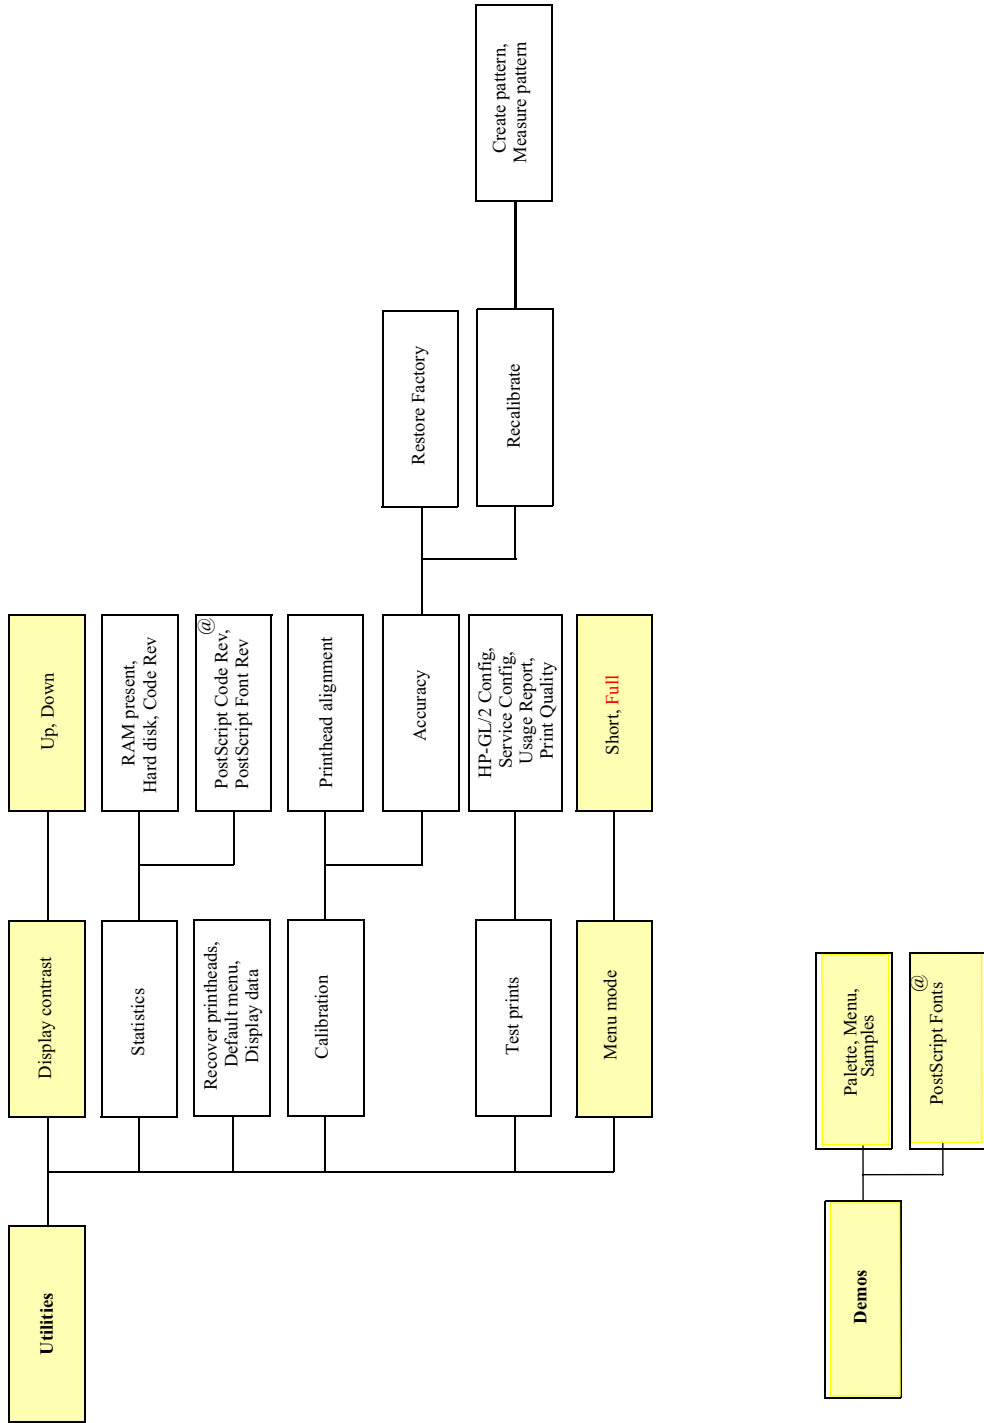 Utilities
Display contrast
Up, Down
Statistics
RAM present,
Hard disk, Code Rev
@
PostScript Code Rev,
PostScript Font Rev
Recover printheads,
Default menu,
Display data
Calibration
Printhead alignment
Accuracy
Restore Factory
Recalibrate
Create pattern,
Measure pattern
Test prints
HP-GL/2 Config,
Service Config,
Usage Report,
Print Quality
Menu mode
Short, Full
Demos
Palette, Menu,
Samples
@
PostScript Fonts